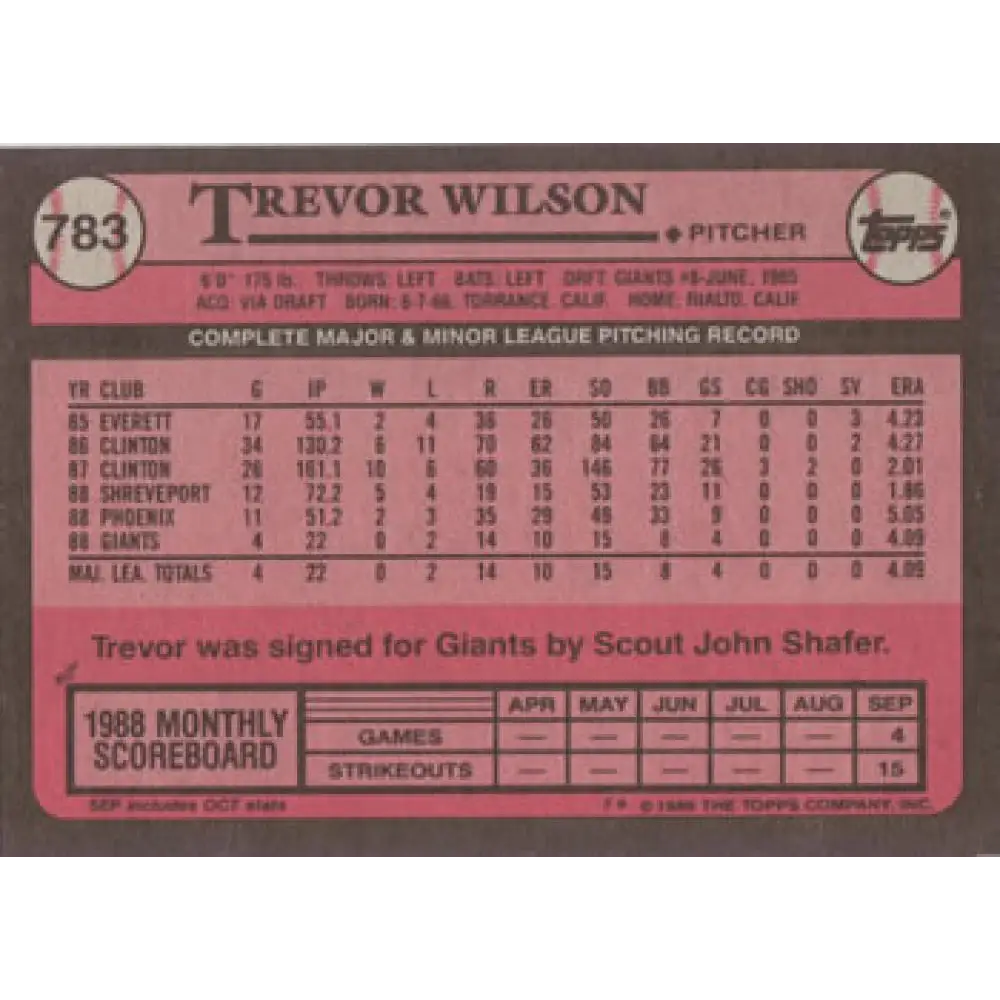 783
TREVOR WILSON
PITCHER
TOPPS®
6'0" 175 lb. THROWS: LEFT BATS: LEFT DRFT: GIANTS #8-JUNE, 1985
ACQ: VIA DRAFT BORN: 6-7-66, TORRANCE, CALIF. HOME: RIALTO, CALIF.
COMPLETE MAJOR & MINOR LEAGUE PITCHING RECORD
YR CLUB G IP W L R ER SO BB GS CG SHO SV ERA
85 EVERETT 17 55.1 2 4 36 26 50 26 7 0 0 3 4.23
86 CLINTON 34 130.2 6 11 70 62 84 64 21 0 0 2 4.27
87 CLINTON 26 161.1 10 6 60 36 146 77 26 3 2 0 2.01
88 SHREVEPORT 12 72.2 5 4 19 15 53 23 11 0 0 0 1.86
88 PHOENIX 11 51.2 2 3 35 29 49 33 9 0 0 0 5.05
88 GIANTS 4 22 0 2 14 10 15 8 4 0 0 0 4.09
MAJ. LEA. TOTALS 4 22 0 2 14 10 15 8 4 0 0 0 4.09
Trevor was signed for Giants by Scout John Shafer.
1988 MONTHLY SCOREBOARD
APR MAY JUN JUL AUG SEP
GAMES — — — — — 4
STRIKEOUTS — — — — — 15
SEP includes OCT stats
© 1989 THE TOPPS COMPANY, INC.